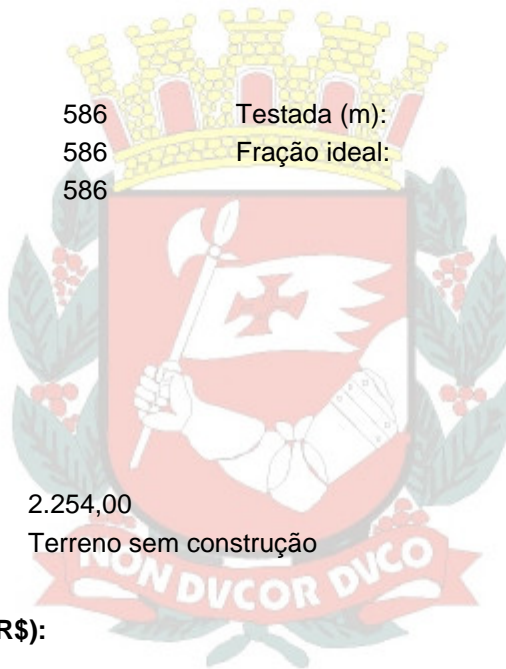 586 Testada (m):
586 Fração ideal:
586
2.254,00
Terreno sem construção
NON DVCOR DVCO
R$):